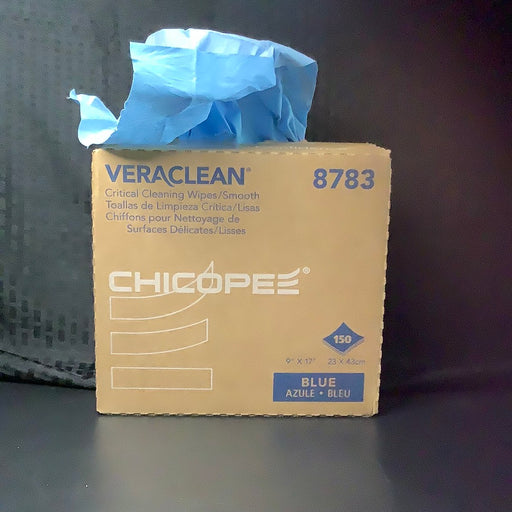 VERACLEAN®
8783
Critical Cleaning Wipes/Smooth
Toallas de Limpieza Crítica/Lisas
Chiffons pour Nettoyage de
Surfaces Délicates/Lisses
CHICOPEE®
150
9" X 17" 23 X 43cm
BLUE
AZULE • BLEU